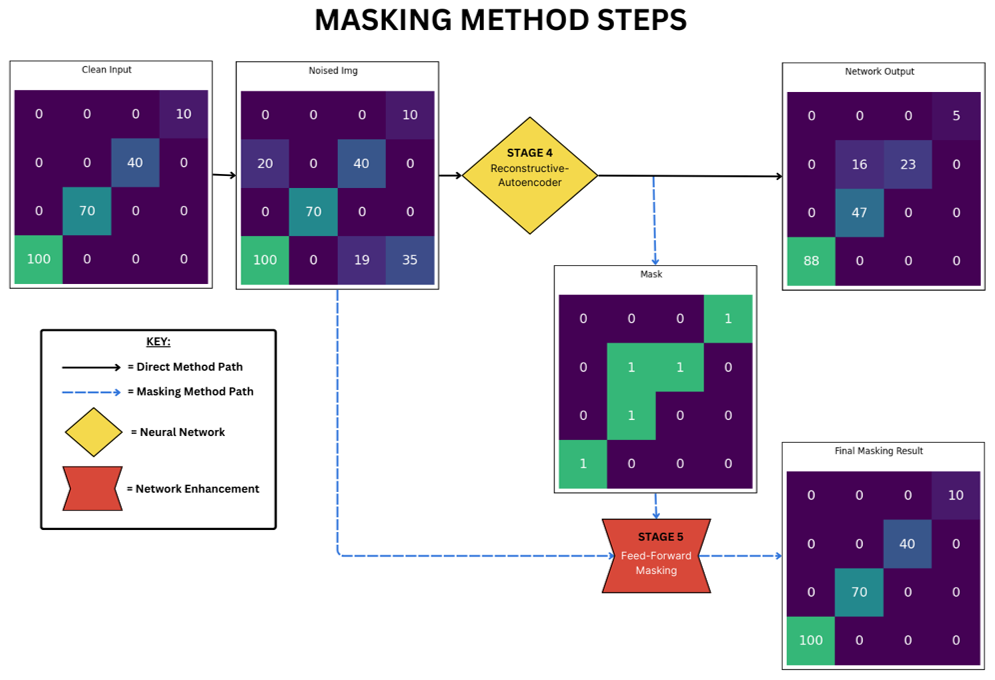 MASKING METHOD STEPS
Clean Input
0 0 0 10
0 0 40 0
0 70 0 0
100 0 0 0
Noised Img
0 0 0 10
20 0 40 0
0 70 0 0
100 0 19 35
STAGE 4
Reconstructive-
Autoencoder
Network Output
0 0 0 5
0 16 23 0
0 47 0 0
88 0 0 0
Mask
0 0 0 1
0 1 1 0
0 1 0 0
1 0 0 0
KEY:
= Direct Method Path
= Masking Method Path
= Neural Network
= Network Enhancement
STAGE 5
Feed-Forward
Masking
Final Masking Result
0 0 0 10
0 0 40 0
0 70 0 0
100 0 0 0